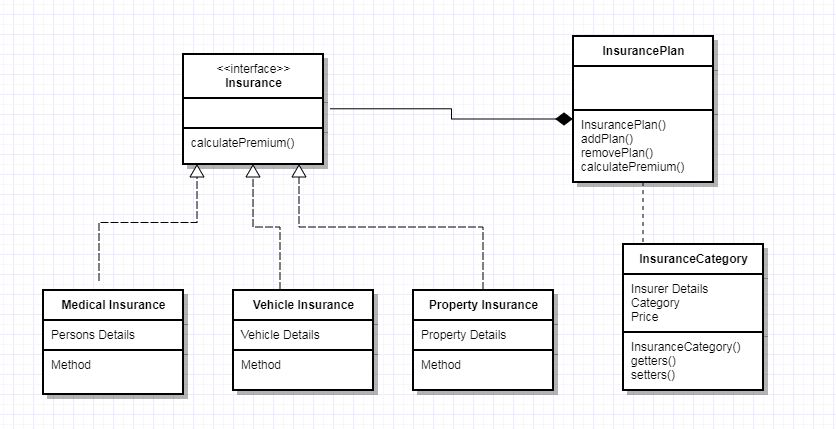 <<interface>>
Insurance
calculatePremium()
InsurancePlan
InsurancePlan()
addPlan()
removePlan()
calculatePremium()
Medical Insurance
Persons Details
Method
Vehicle Insurance
Vehicle Details
Method
Property Insurance
Property Details
Method
InsuranceCategory
Insurer Details
Category
Price
InsuranceCategory()
getters()
setters()